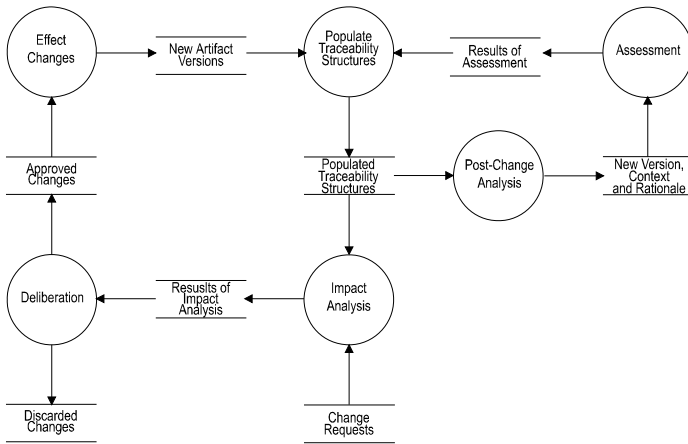 Effect
Changes
New Artifact
Versions
Populate
Traceability
Structures
Results of
Assessment
Assessment
Approved
Changes
Populated
Traceability
Structures
Post-Change
Analysis
New Version,
Context
and Rationale
Deliberation
Resuslts of
Impact
Analysis
Impact
Analysis
Discarded
Changes
Change
Requests